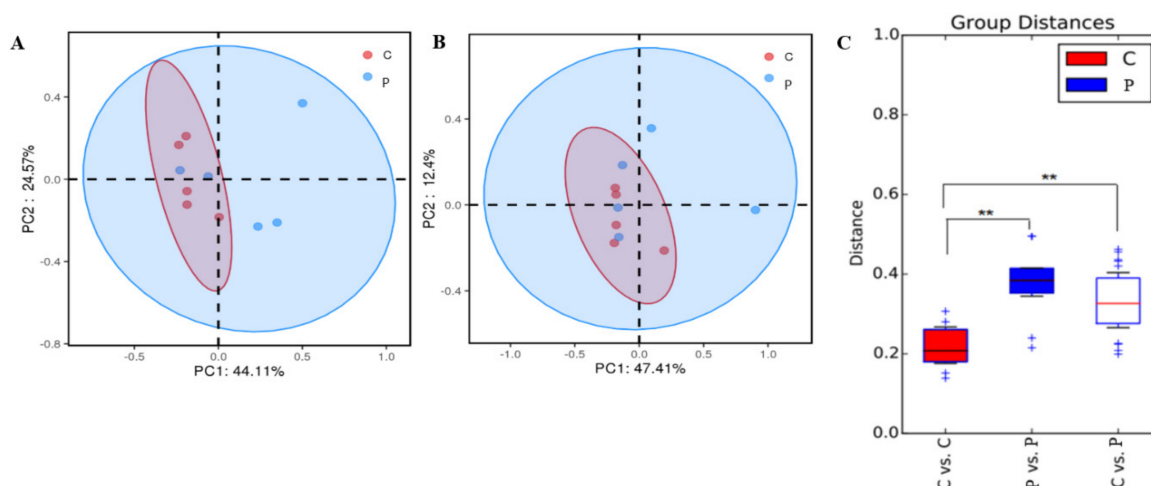 A
C
P
PC2 : 24.57%
0.4
0.0
-0.4
-0.8
-0.5
0.0
0.5
1.0
PC1: 44.11%
B
C
P
PC2 : 12.4%
0.4
0.0
-0.4
-1.0
-0.5
0.0
0.5
1.0
PC1: 47.41%
C
Group Distances
C
P
Distance
1.0
0.8
0.6
0.4
0.2
0.0
**
**
C vs. C
P vs. P
C vs. P